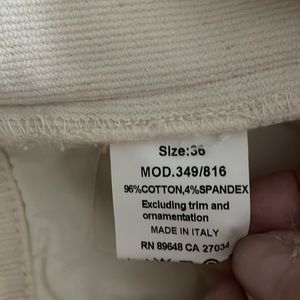 Size:36
MOD.349/816
96%COTTON,4%SPANDEX
Excluding trim and
ornamentation
MADE IN ITALY
RN 89648 CA 27034